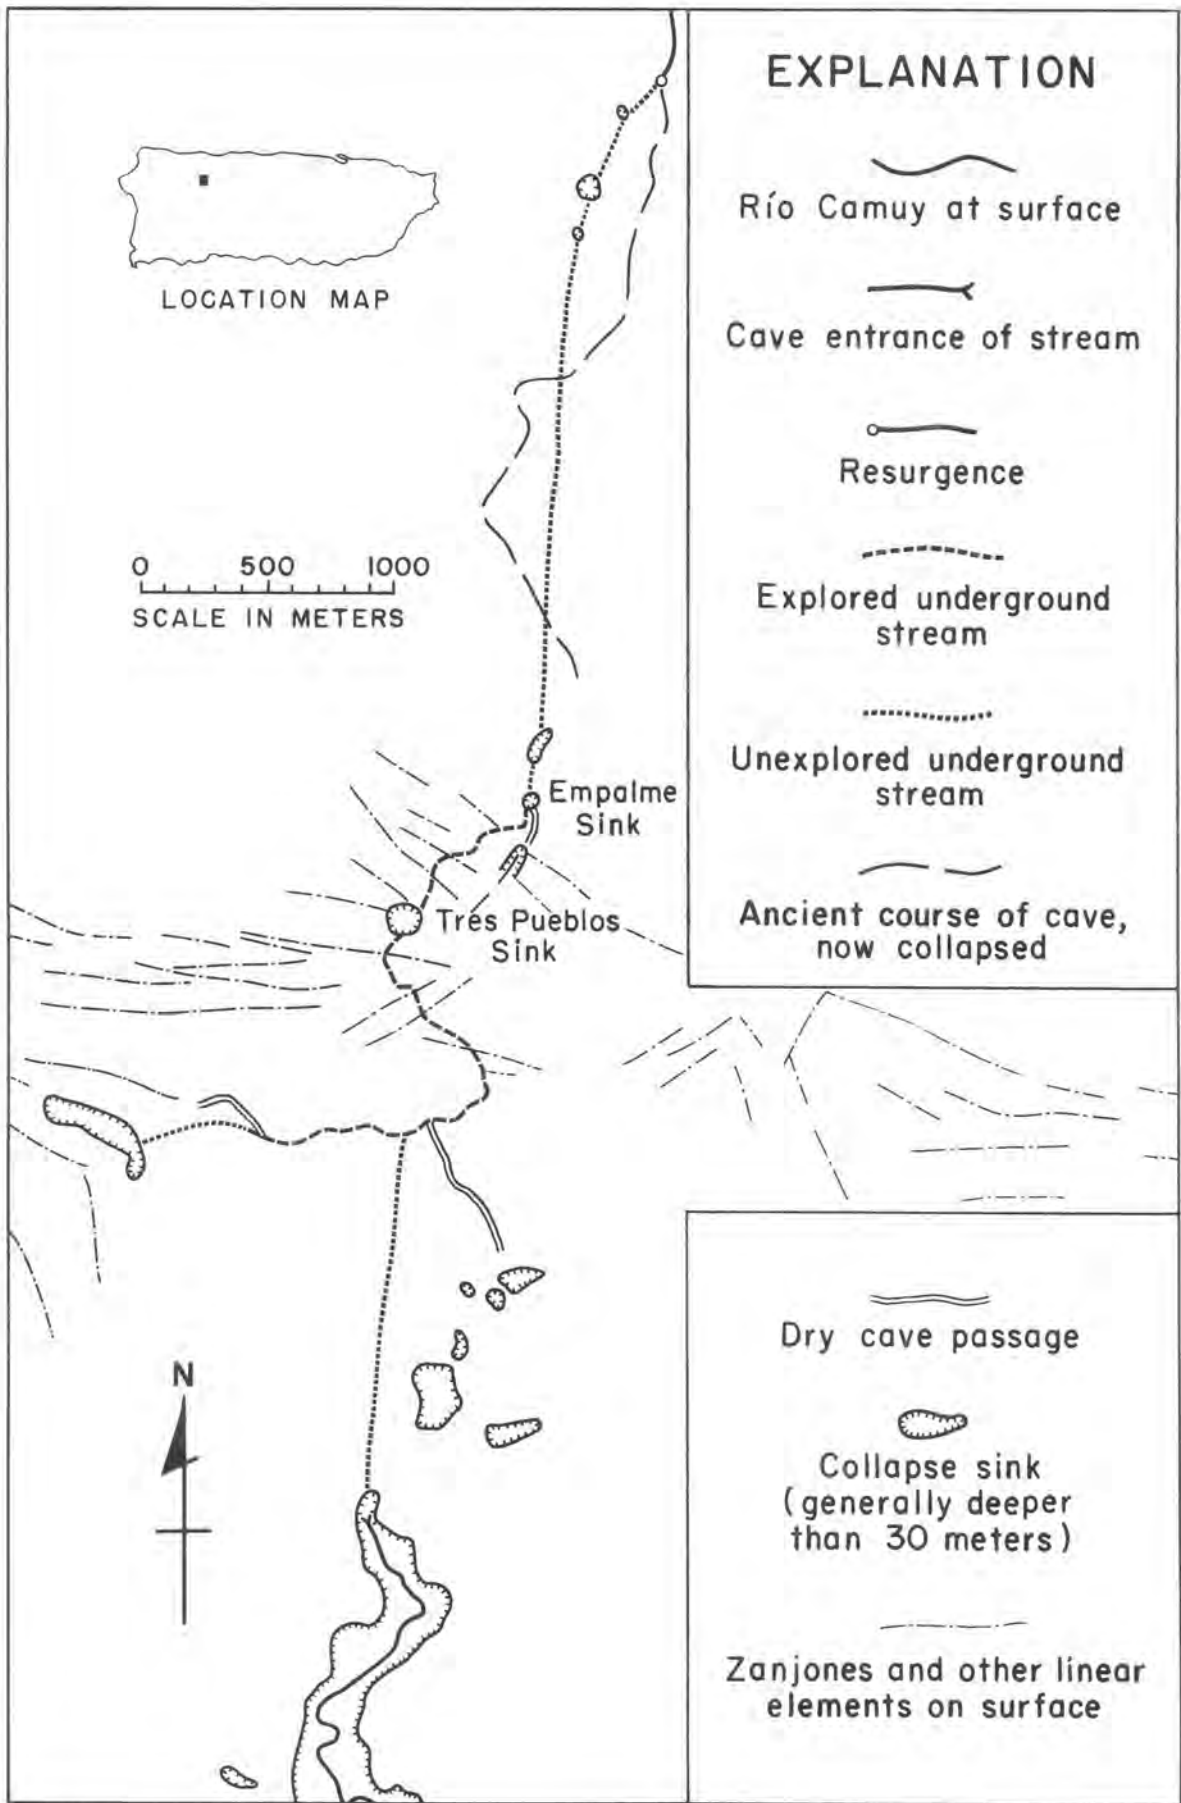 LOCATION MAP
0 500 1000
SCALE IN METERS
Empalme
Sink
Tres Pueblos
Sink
N
EXPLANATION
Río Camuy at surface
Cave entrance of stream
Resurgence
Explored underground
stream
Unexplored underground
stream
Ancient course of cave,
now collapsed
Dry cave passage
Collapse sink
(generally deeper
than 30 meters)
Zanjones and other linear
elements on surface